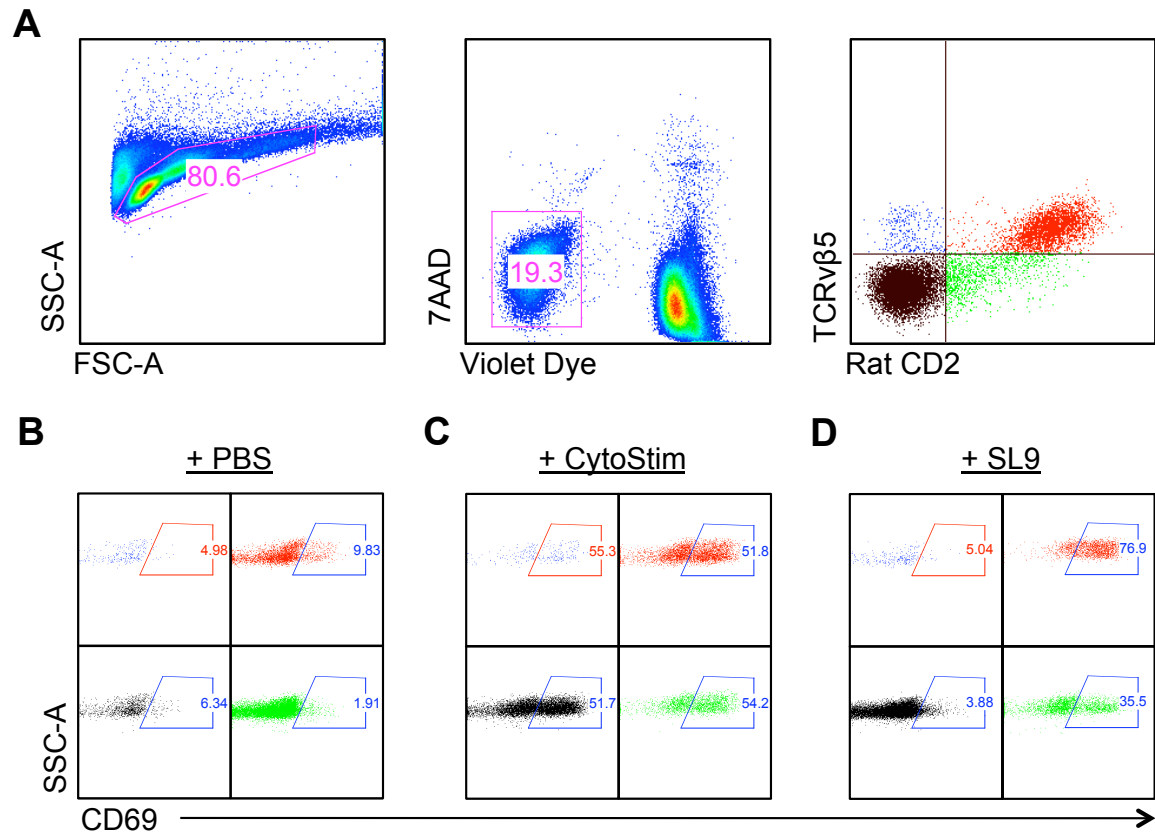 A
SSC-A
80.6
FSC-A
7AAD
19.3
Violet Dye
TCRvβ5
Rat CD2
B
+ PBS
4.98
9.83
6.34
1.91
C
+ CytoStim
55.3
51.8
51.7
54.2
D
+ SL9
5.04
76.9
3.88
35.5
SSC-A
CD69